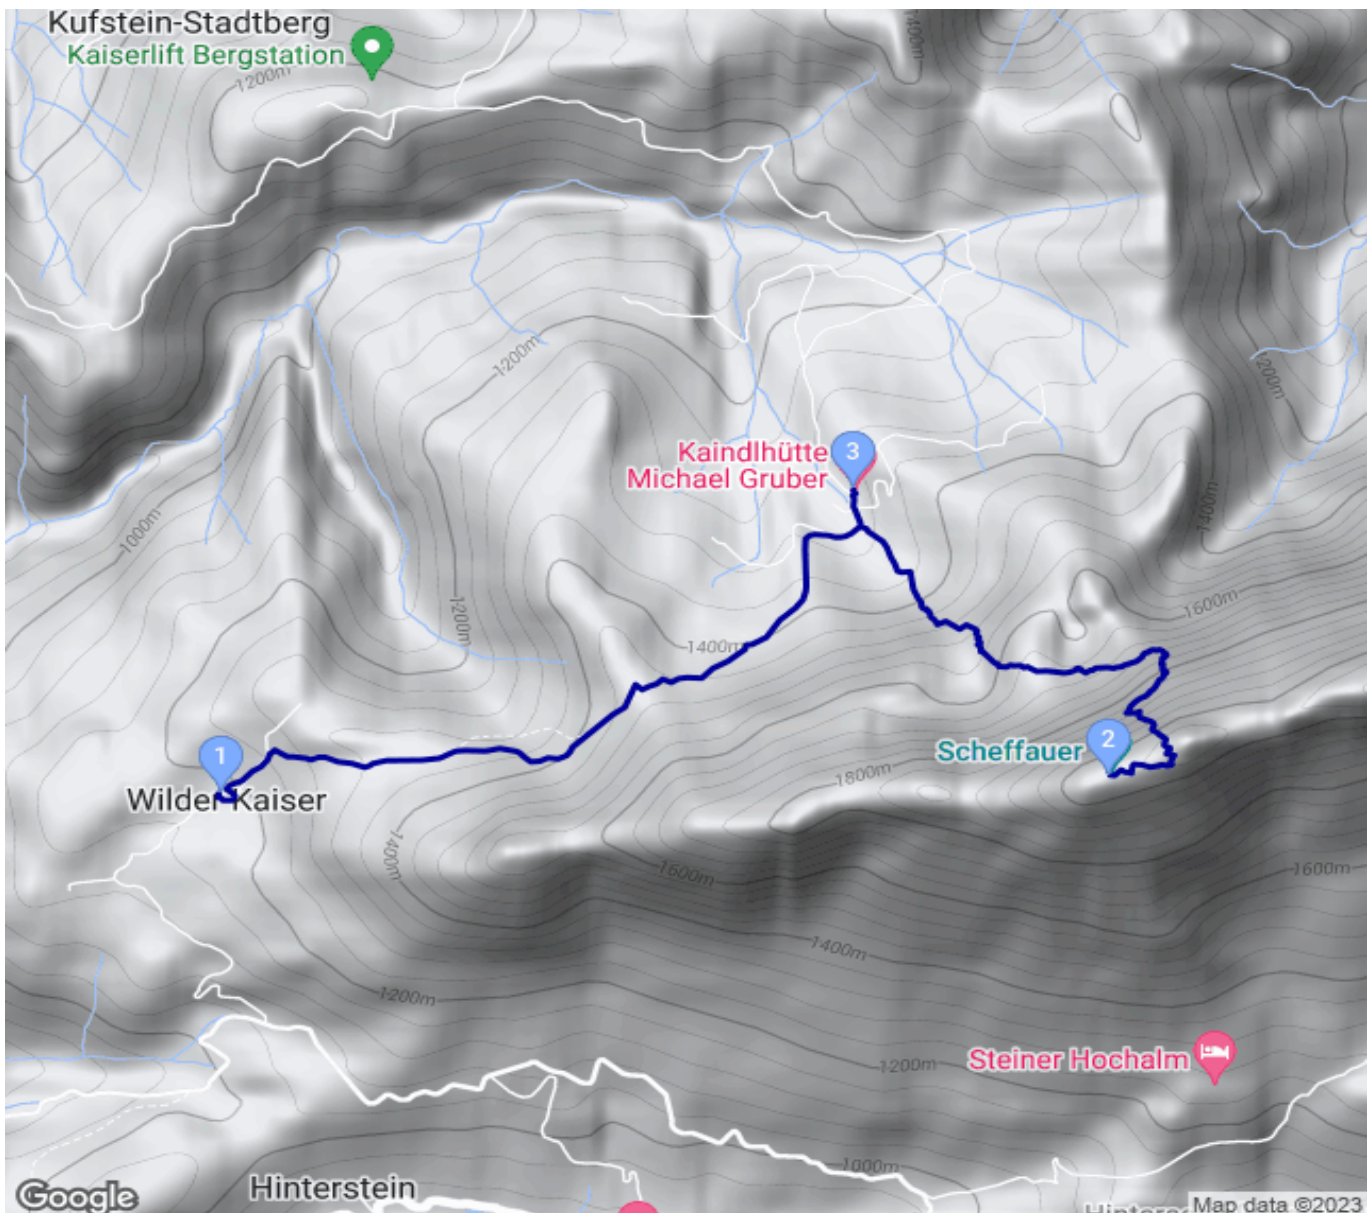 Kufstein-Stadtberg
Kaiserlift Bergstation
1200m
1400m
1200m
1200m
Kaindlhütte
Michael Gruber
3
1400m
1000m
1200m
1600m
1400m
1
Wilder Kaiser
Scheffauer
2
1800m
1400m
1600m
1600m
1400m
1200m
1200m
Steiner Hochalm
1000m
Hinterstein
Google
Map data ©2023